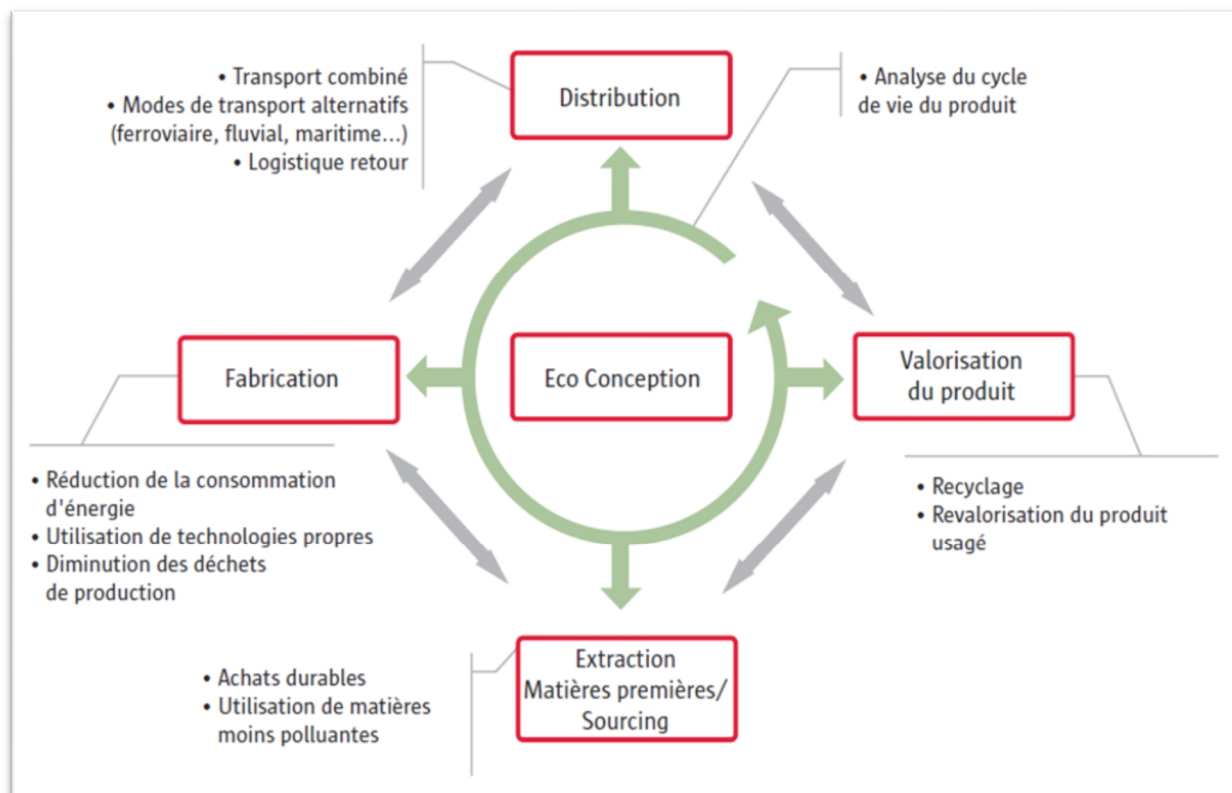 • Transport combiné
• Modes de transport alternatifs
(ferroviaire, fluvial, maritime...)
• Logistique retour
Distribution
• Analyse du cycle
de vie du produit
Fabrication
Eco Conception
Valorisation
du produit
• Réduction de la consommation
d'énergie
• Utilisation de technologies propres
• Diminution des déchets
de production
• Recyclage
• Revalorisation du produit
usagé
• Achats durables
• Utilisation de matières
moins polluantes
Extraction
Matières premières/
Sourcing